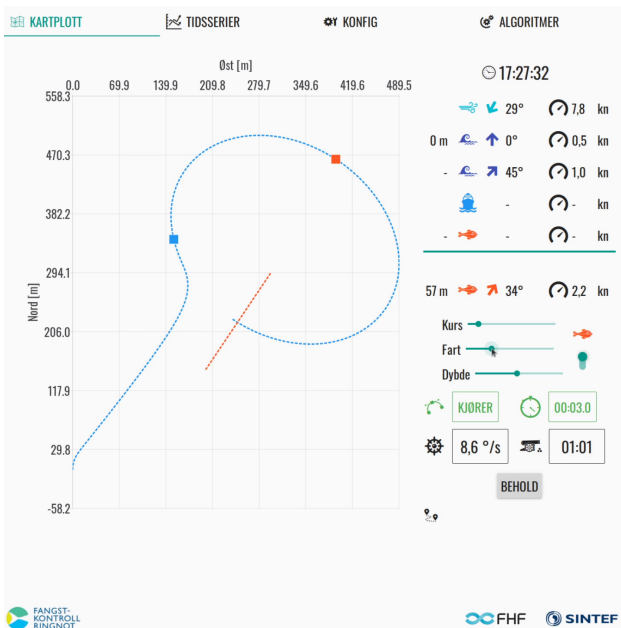 KARTPLOTT
TIDSSERIER
KONFIG
ALGORITMER
Øst [m]
0.0 69.9 139.9 209.8 279.7 349.6 419.6 489.5
558.3
470.3
382.2
294.1
206.0
117.9
29.8
-58.2
Nord [m]
17:27:32
29° 7,8 kn
0 m 0° 0,5 kn
- 45° 1,0 kn
- - kn
- - - kn
57 m 34° 2,2 kn
Kurs
Fart
Dybde
KJØRER 00:03.0
8,6 °/s 01:01
BEHOLD
FANGST-
KONTROLL
RINGNOT
FHF
SINTEF